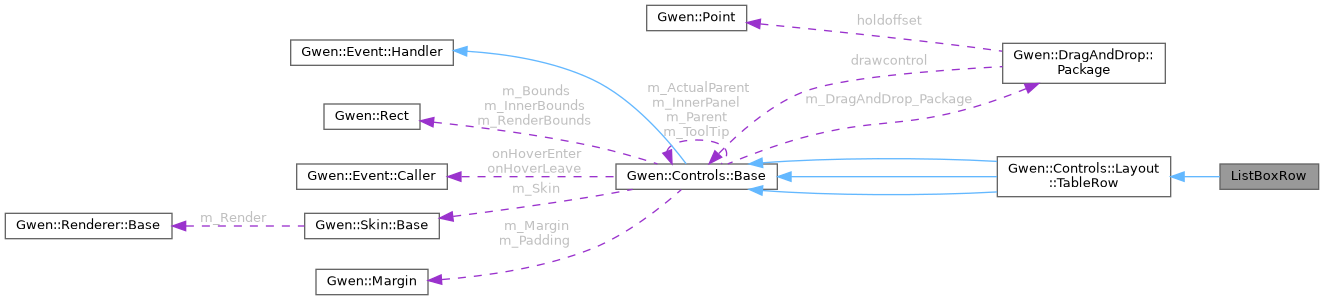 Gwen::Point
holdoffset
Gwen::Event::Handler
Gwen::DragAndDrop::
Package
drawcontrol
m_ActualParent
m_InnerPanel
m_Parent
m_ToolTip
m_Bounds
m_InnerBounds
m_RenderBounds
m_DragAndDrop_Package
Gwen::Rect
onHoverEnter
onHoverLeave
Gwen::Event::Caller
Gwen::Controls::Base
Gwen::Controls::Layout
::TableRow
ListBoxRow
m_Skin
Gwen::Renderer::Base
m_Render
Gwen::Skin::Base
m_Margin
m_Padding
Gwen::Margin